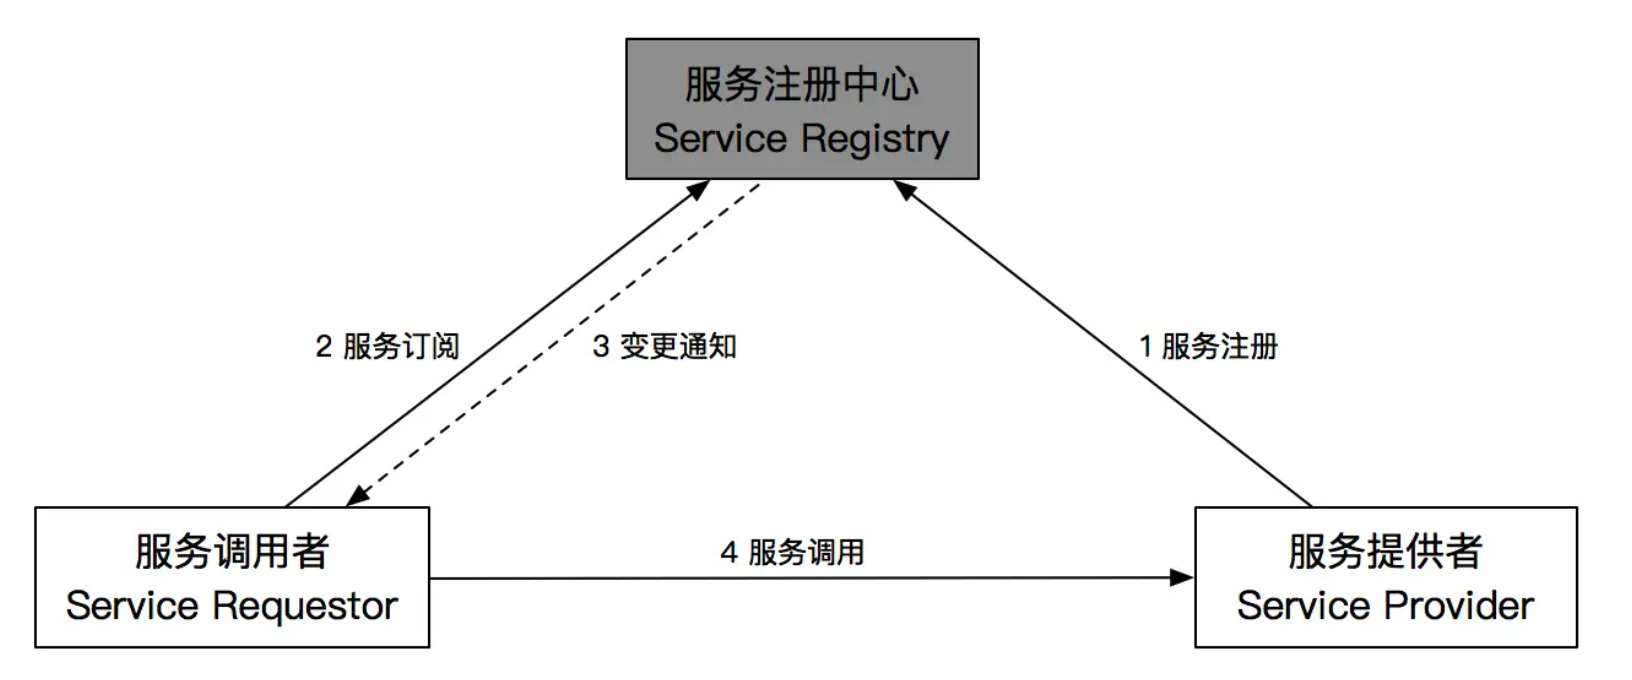 服务注册中心
Service Registry
2 服务订阅
3 变更通知
1 服务注册
服务调用者
Service Requestor
4 服务调用
服务提供者
Service Provider